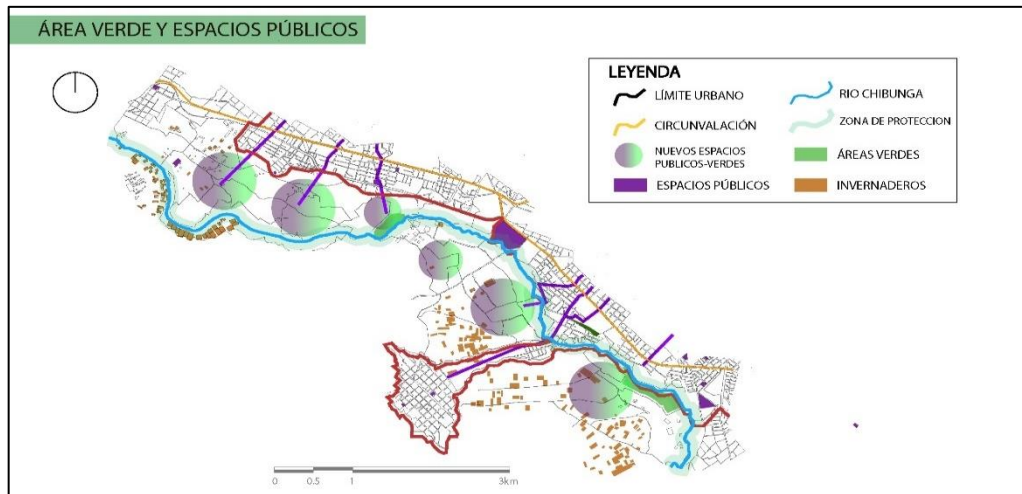 ÁREA VERDE Y ESPACIOS PÚBLICOS
LEYENDA
LÍMITE URBANO
CIRCUNVALACIÓN
NUEVOS ESPACIOS
PUBLICOS-VERDES
ESPACIOS PÚBLICOS
RIO CHIBUNGA
ZONA DE PROTECCION
ÁREAS VERDES
INVERNADEROS
0 0.5 1 3km